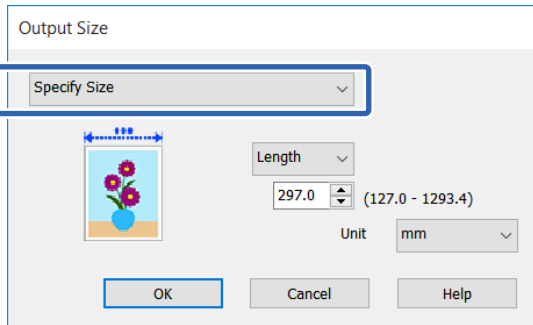 Output Size
Specify Size
Length
297.0 (127.0 - 1293.4)
Unit mm
OK Cancel Help